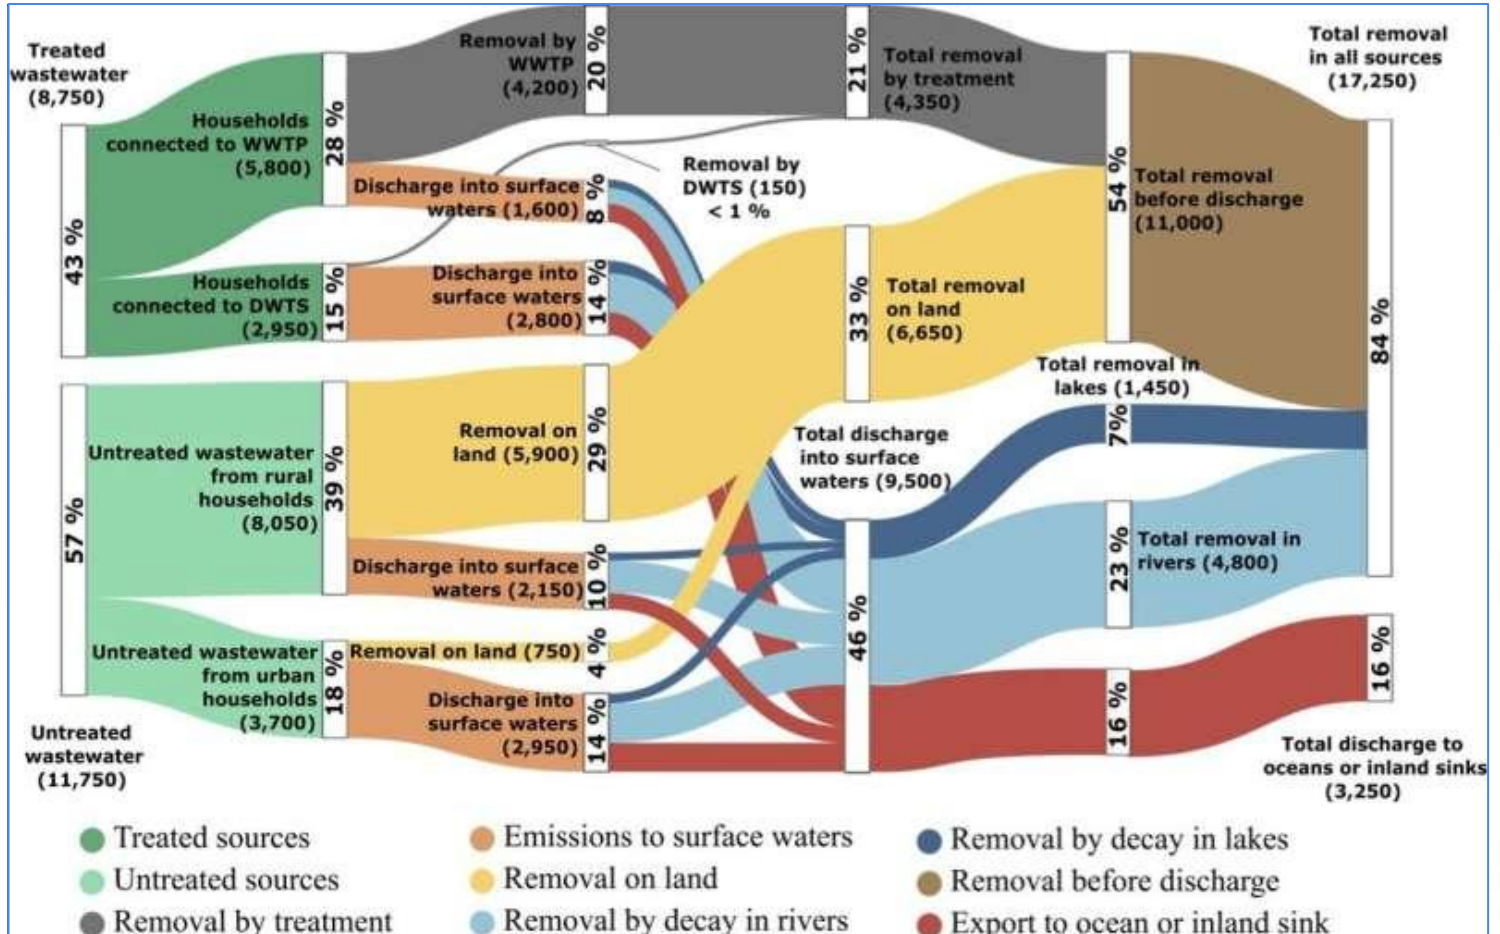 Treated
wastewater
(8,750)
43 %
Households
connected to WWTP
(5,800)
28 %
Households
connected to DWTS
(2,950)
15 %
Untreated
wastewater
(11,750)
57 %
Untreated wastewater
from rural
households
(8,050)
39 %
Untreated wastewater
from urban
households
(3,700)
18 %
Removal by
WWTP
(4,200)
20 %
Discharge into surface
waters (1,600)
8 %
Removal by
DWTS (150)
< 1 %
Discharge into
surface waters
(2,800)
14 %
Removal on
land (5,900)
29 %
Discharge into surface
waters (2,150)
10 %
Removal on land (750)
4 %
Discharge into
surface waters
(2,950)
14 %
21 %
Total removal
by treatment
(4,350)
33 %
Total removal
on land
(6,650)
Total discharge
into surface
waters (9,500)
46 %
54 %
Total removal
before discharge
(11,000)
Total removal in
lakes (1,450)
7%
23 %
Total removal in
rivers (4,800)
16 %
Total removal
in all sources
(17,250)
84 %
16 %
Total discharge to
oceans or inland sinks
(3,250)
Treated sources
Untreated sources
Removal by treatment
Emissions to surface waters
Removal on land
Removal by decay in rivers
Removal by decay in lakes
Removal before discharge
Export to ocean or inland sink